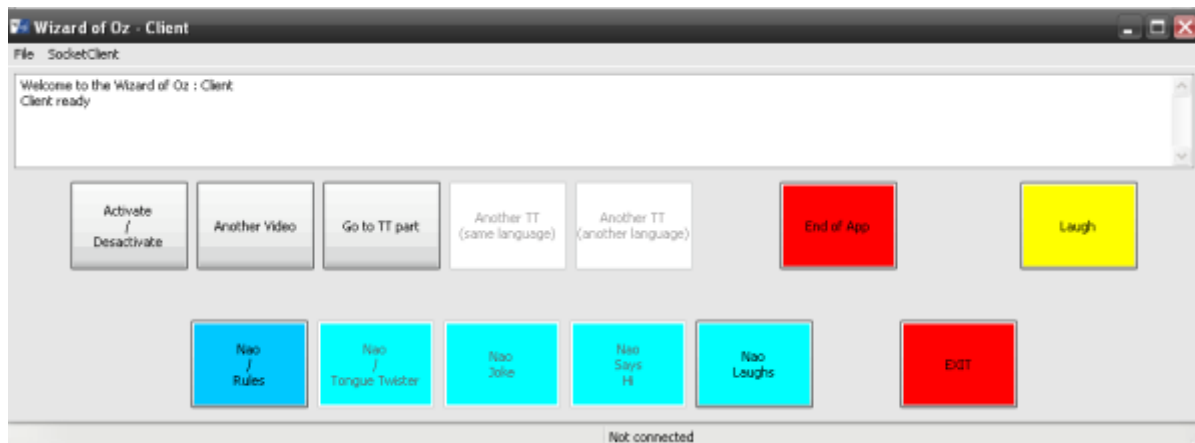 Wizard of Oz - Client
File SocketClient
Welcome to the Wizard of Oz : Client
Client ready
Activate
/
Desactivate
Another Video
Go to TT part
Another TT
(same language)
Another TT
(another language)
End of App
Laugh
Nao
/
Rules
Nao
/
Tongue Twister
Nao
Joke
Nao
Says
Hi
Nao
Laughs
EXIT
Not connected